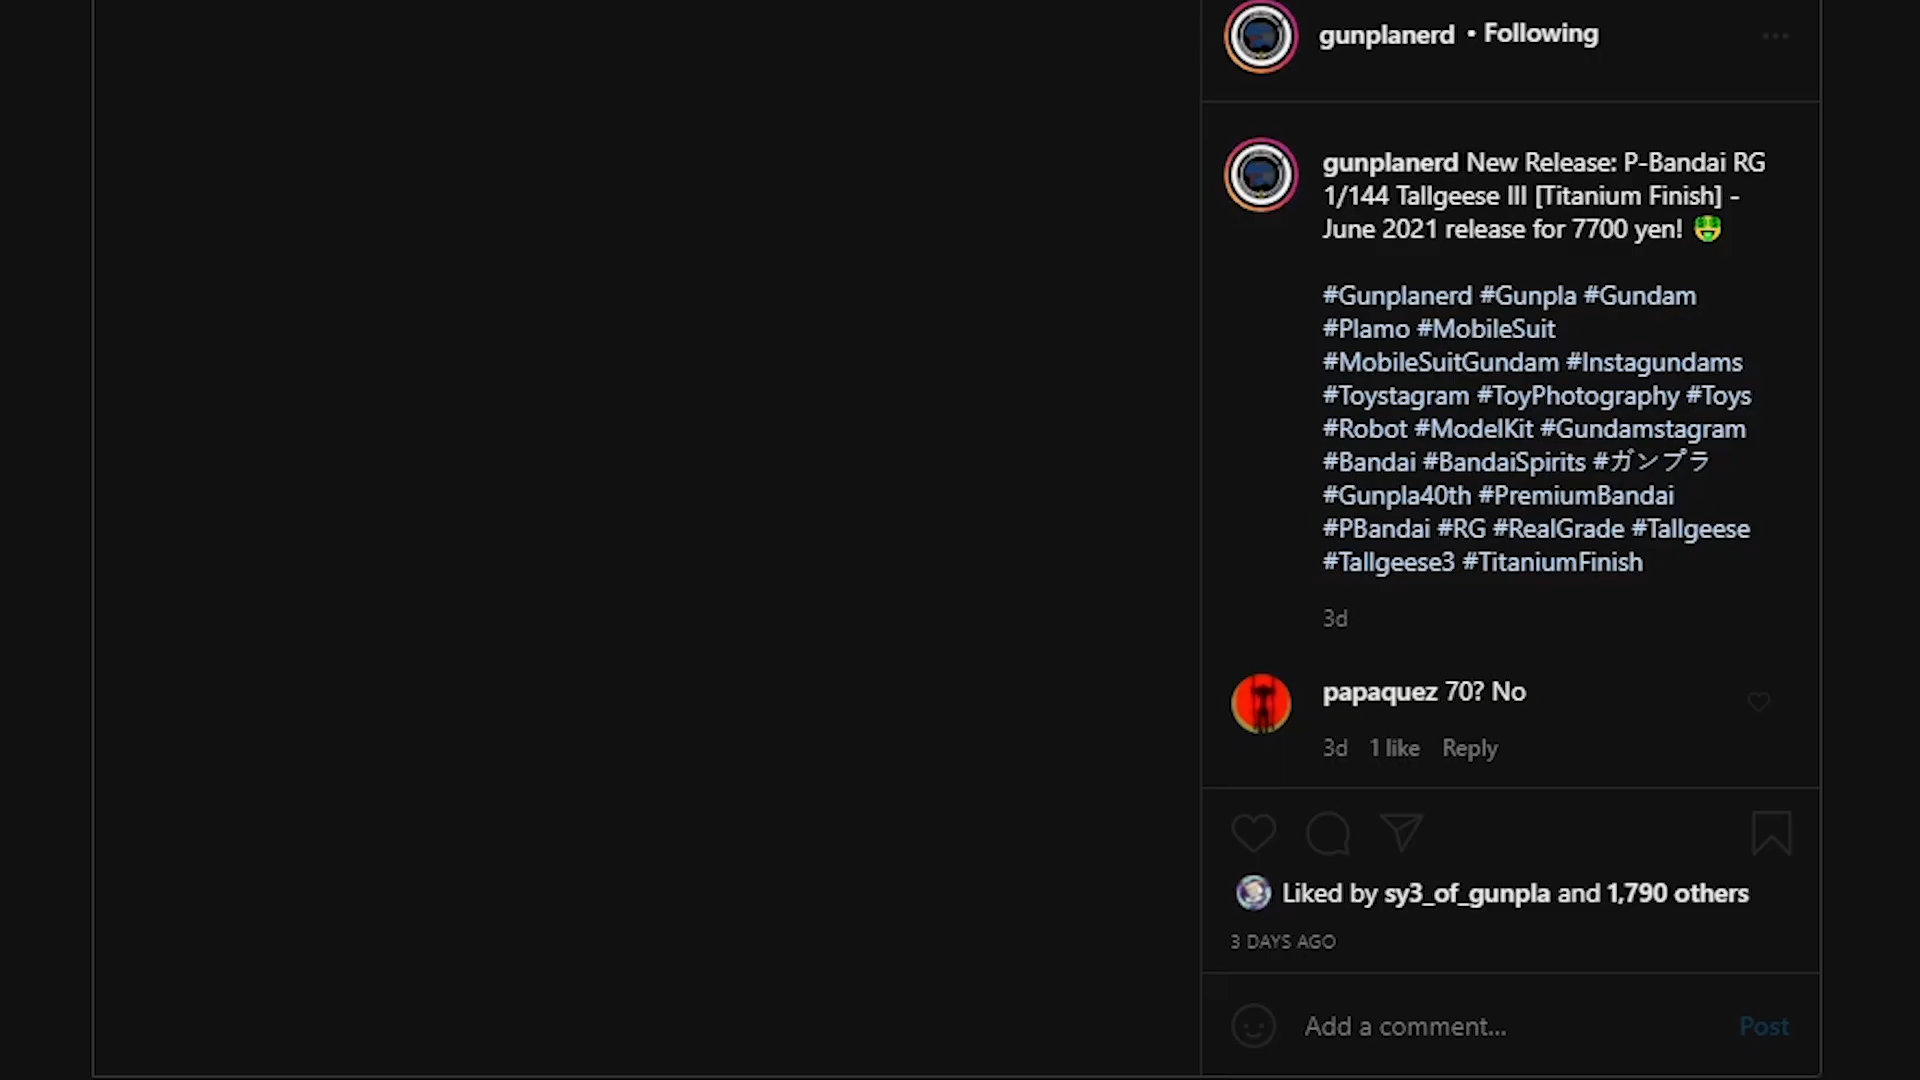 gunplanerd • Following
gunplanerd New Release: P-Bandai RG
1/144 Tallgeese III [Titanium Finish] -
June 2021 release for 7700 yen! 🤑
#Gunplanerd #Gunpla #Gundam
#Plamo #MobileSuit
#MobileSuitGundam #Instagundams
#Toystagram #ToyPhotography #Toys
#Robot #ModelKit #Gundamstagram
#Bandai #BandaiSpirits #ガンプラ
#Gunpla40th #PremiumBandai
#PBandai #RG #RealGrade #Tallgeese
#Tallgeese3 #TitaniumFinish
3d
papaquez 70? No
3d 1 like Reply
Liked by sy3_of_gunpla and 1,790 others
3 DAYS AGO
Add a comment... Post